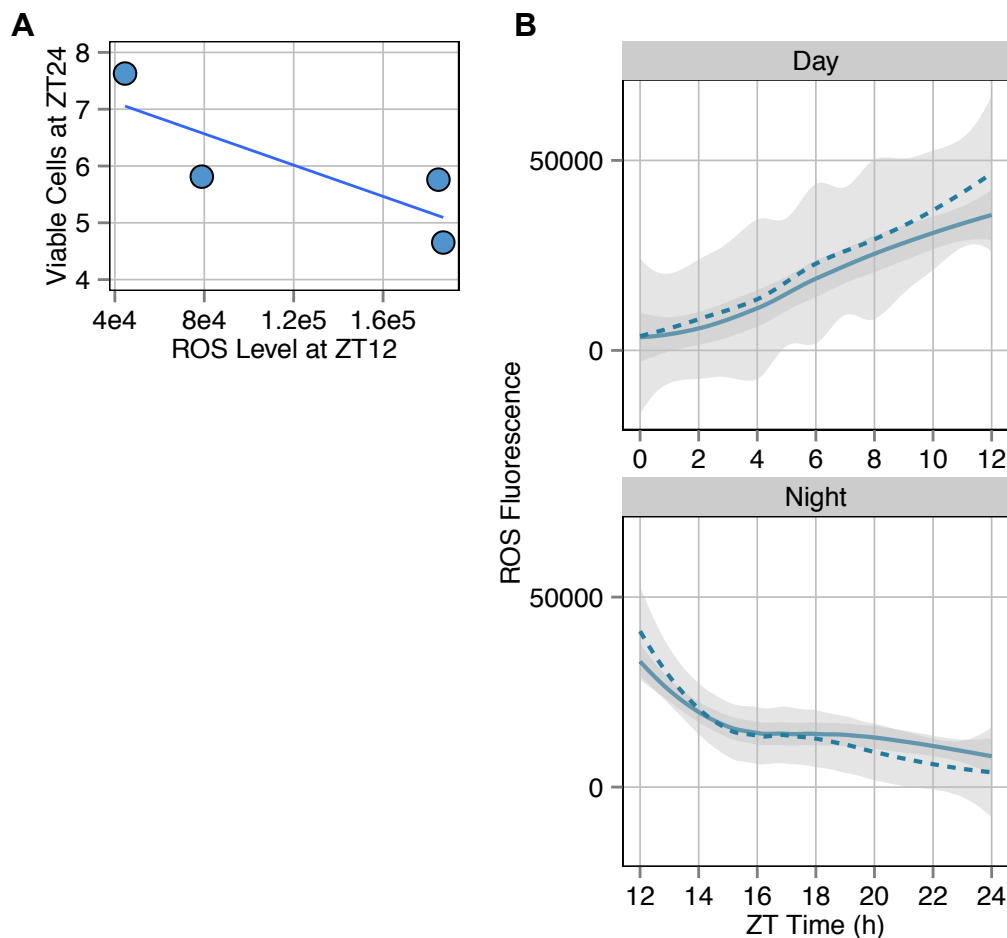 A
Viable Cells at ZT24
8
7
6
5
4
4e4 8e4 1.2e5 1.6e5
ROS Level at ZT12
B
ROS Fluorescence
Day
50000
0
0 2 4 6 8 10 12
Night
50000
0
12 14 16 18 20 22 24
ZT Time (h)